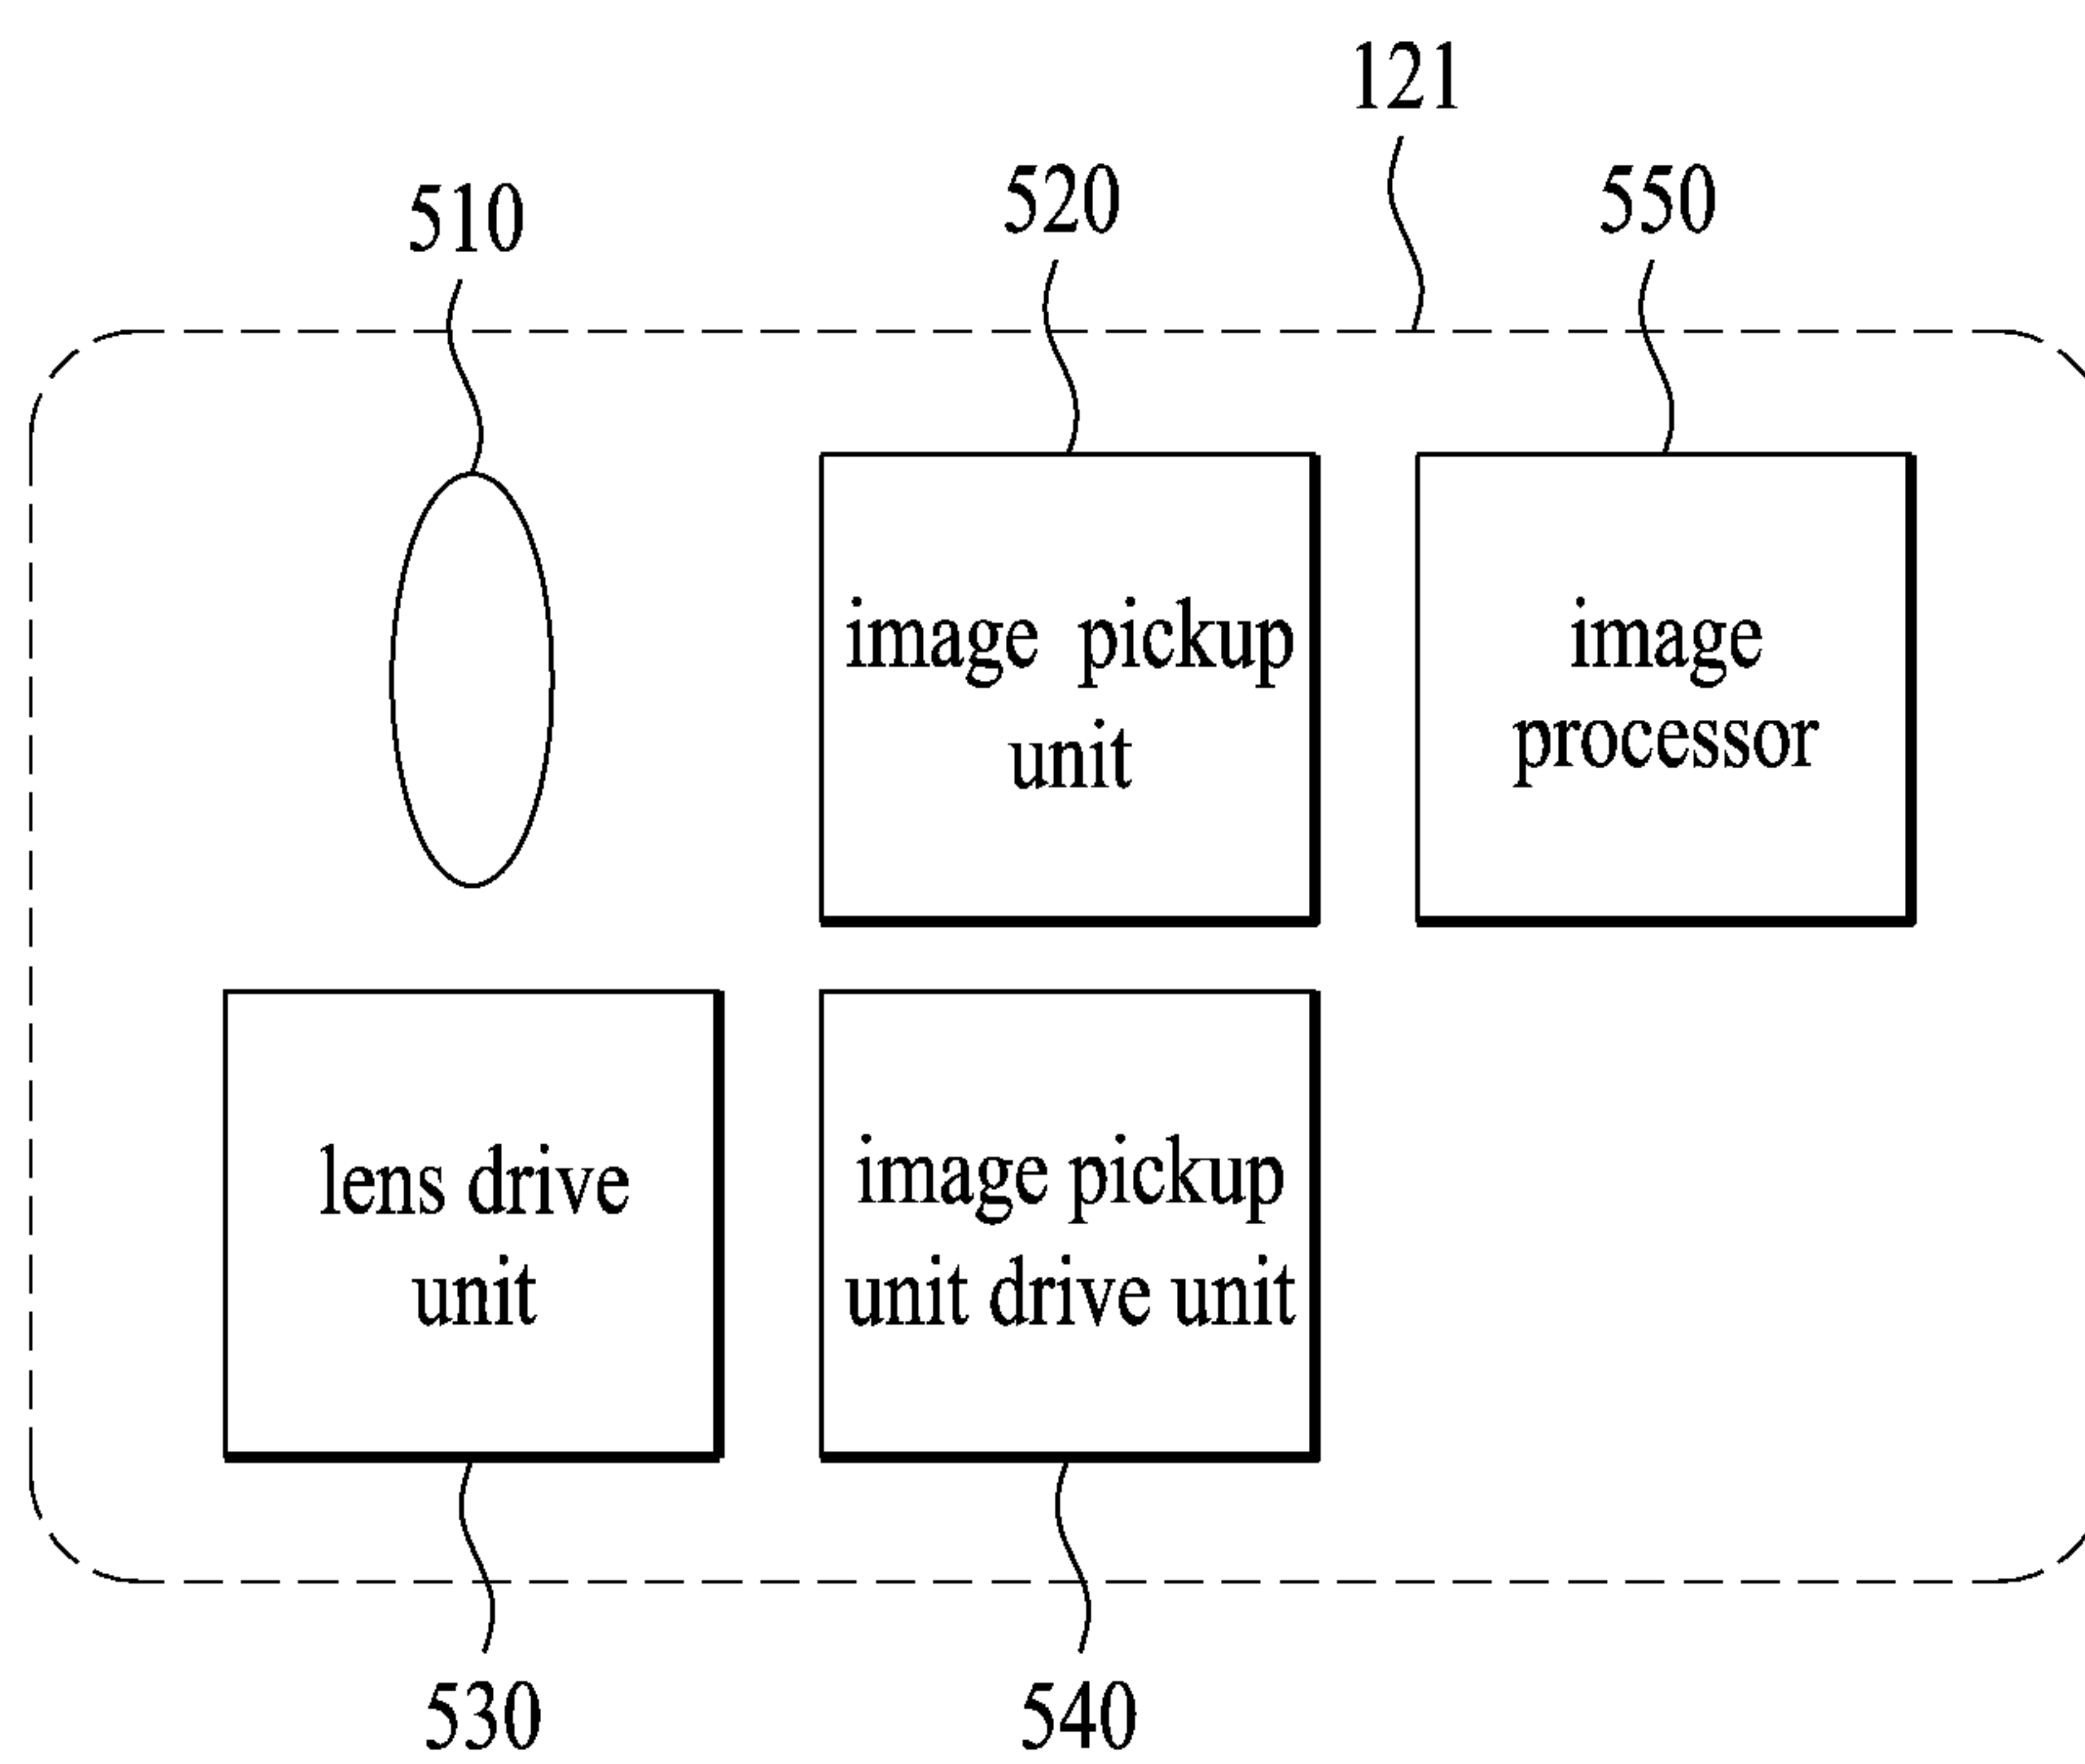 121
510
520
550
image pickup
unit
image
processor
lens drive
unit
image pickup
unit drive unit
530
540